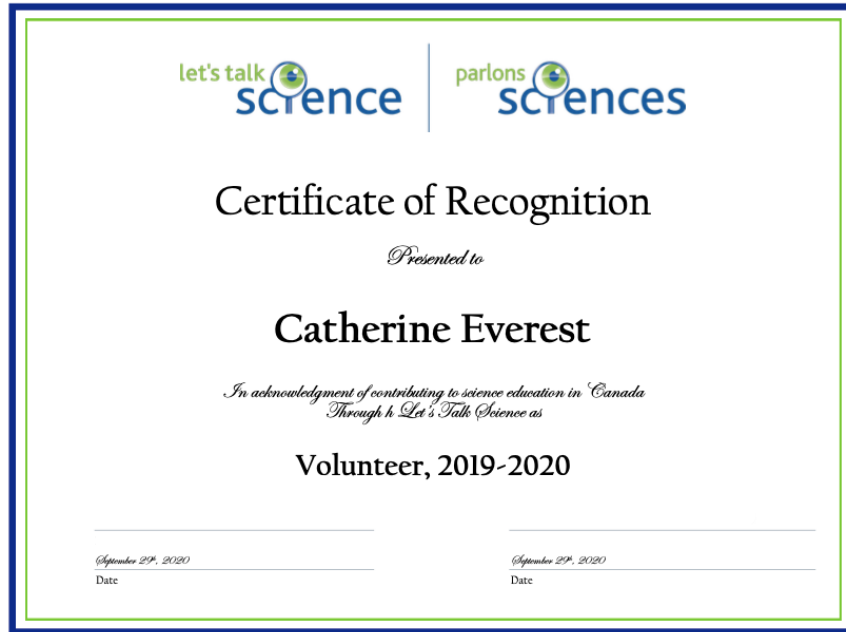 let's talk science
parlons sciences
Certificate of Recognition
Presented to
Catherine Everest
In acknowledgment of contributing to science education in Canada
Through h Let's Talk Science as
Volunteer, 2019-2020
September 29th, 2020
Date
September 29th, 2020
Date